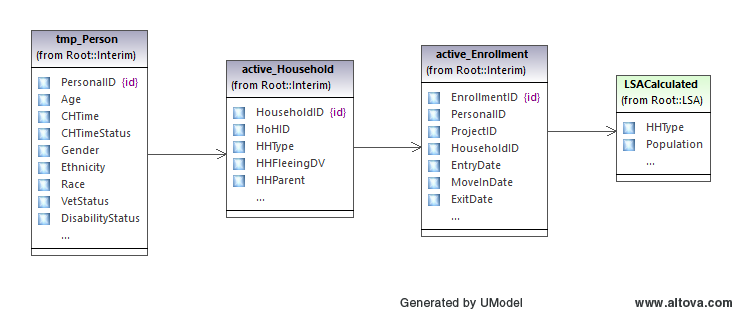 tmp_Person
(from Root::Interim)
PersonalID {id}
Age
CHTime
CHTimeStatus
Gender
Ethnicity
Race
VetStatus
DisabilityStatus
...
active_Household
(from Root::Interim)
HouseholdID {id}
HoHID
HHType
HHFleeingDV
HHParent
...
active_Enrollment
(from Root::Interim)
EnrollmentID {id}
PersonalID
ProjectID
HouseholdID
EntryDate
MoveInDate
ExitDate
...
LSACalculated
(from Root::LSA)
HHType
Population
...
Generated by UModel
www.altova.com